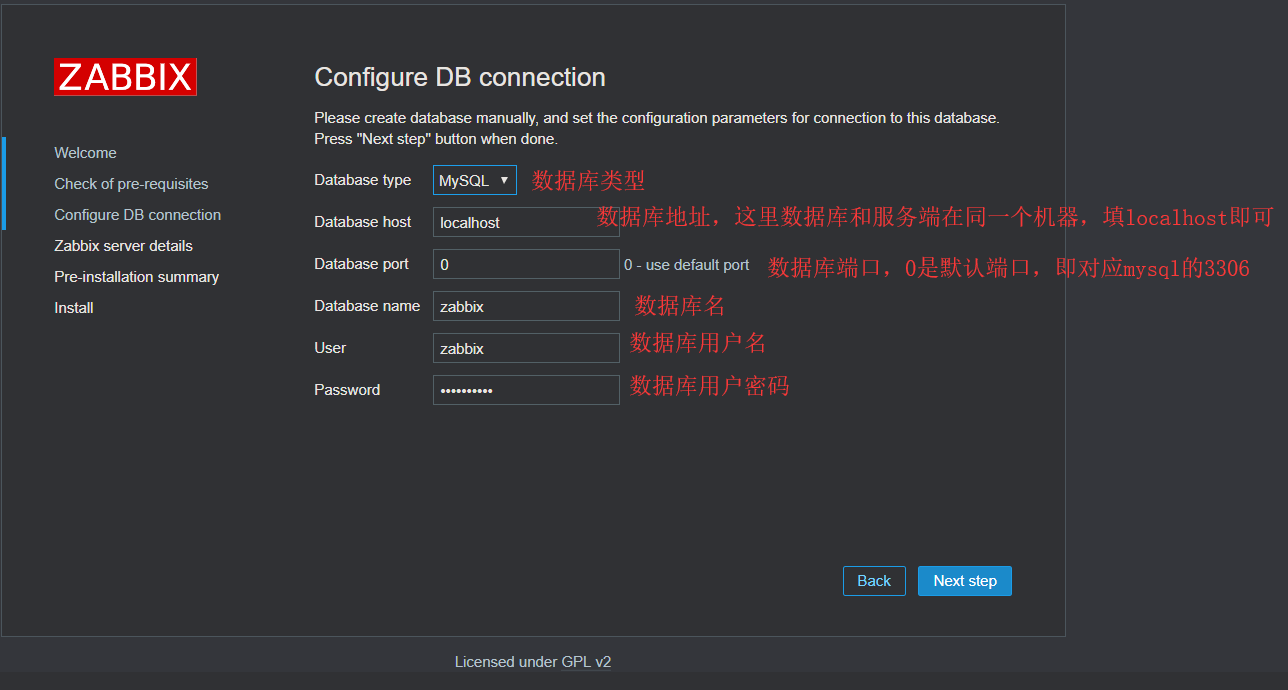 ZABBIX
Welcome
Check of pre-requisites
Configure DB connection
Zabbix server details
Pre-installation summary
Install
Configure DB connection
Please create database manually, and set the configuration parameters for connection to this database.
Press "Next step" button when done.
Database type MySQL ▼ 数据库类型
Database host localhost 数据库地址，这里数据库和服务端在同一个机器，填localhost即可
Database port 0 0 - use default port 数据库端口，0是默认端口，即对应mysql的3306
Database name zabbix 数据库名
User zabbix 数据库用户名
Password •••••••••• 数据库用户密码
Back Next step
Licensed under GPL v2